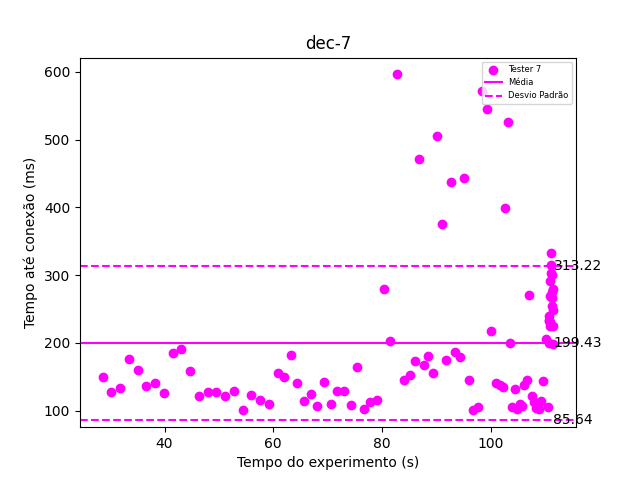 dec-7
Tempo até conexão (ms)
600
500
400
300
200
100
Tester 7
Média
Desvio Padrão
313.22
199.43
85.64
40
60
80
100
Tempo do experimento (s)